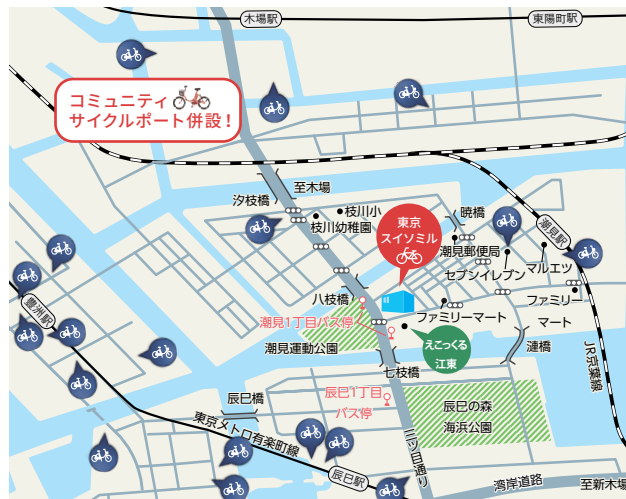 木場駅
東陽町駅
コミュニティ
サイクルポート併設！
至木場
汐枝橋
枝川小
枝川幼稚園
東京
スイソミル
暁橋
潮見駅
潮見郵便局
セブンイレブン
マルエツ
八枝橋
豊洲駅
ファミリーマート
ファミリー
マート
潮見1丁目バス停
えこっくる
江東
潮見運動公園
漣橋
JR京葉線
七枝橋
辰巳橋
辰巳1丁目
バス停
辰巳の森
海浜公園
東京メトロ有楽町線
三ツ目通り
辰巳駅
湾岸道路
至新木場